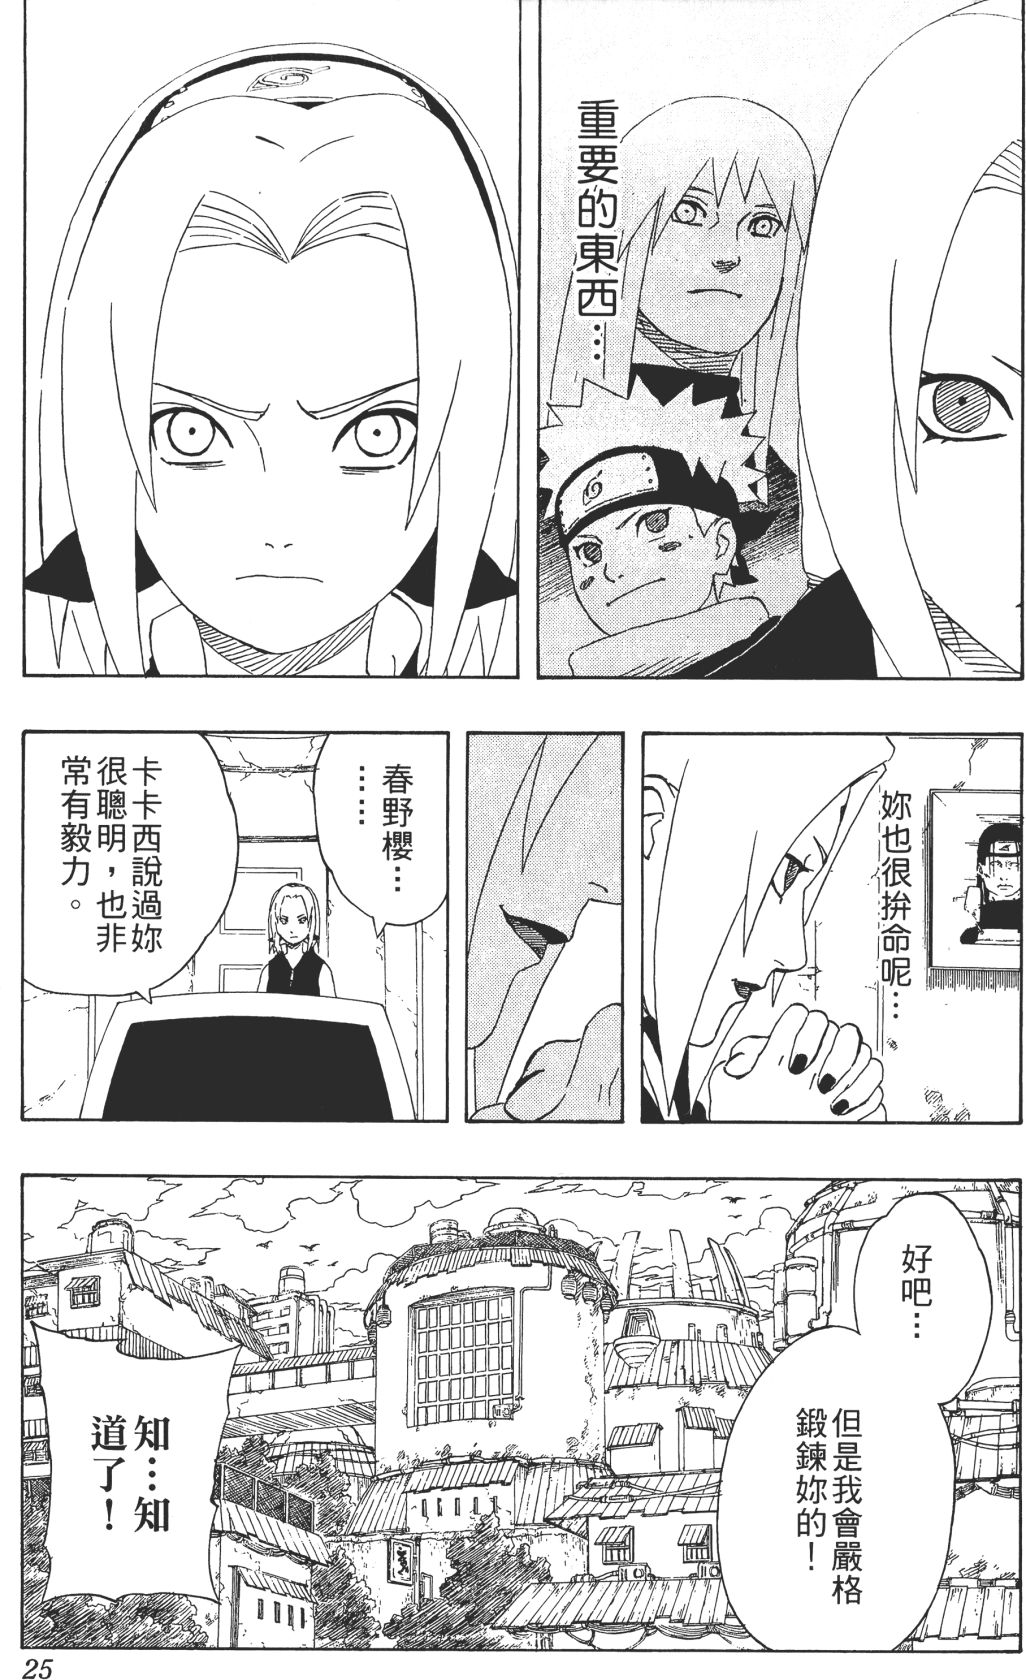 重要的東西…
妳也很拚命呢…
春野櫻…
……
卡卡西說過妳
很聰明，也非
常有毅力。
好吧…
但是我會嚴格
鍛鍊妳的！
知…知
道了！
25